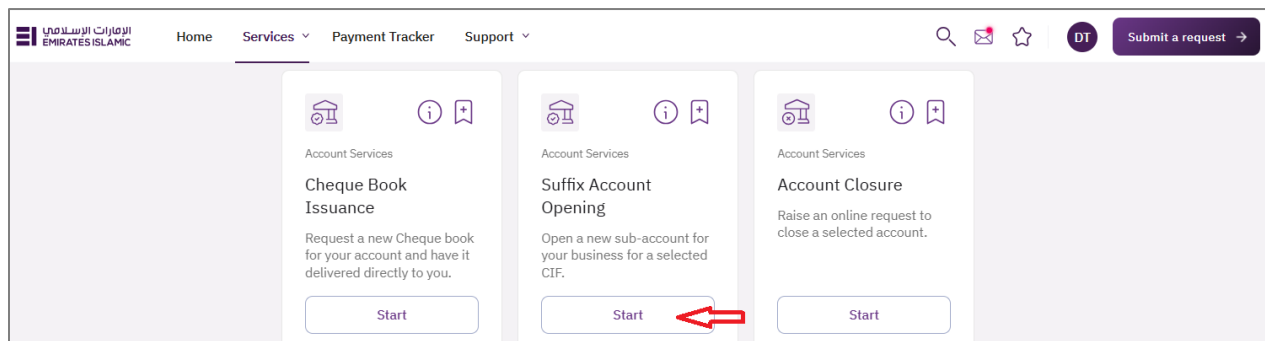 الإمارات الإسلامي
EMIRATES ISLAMIC
Home Services Payment Tracker Support DT Submit a request →
Account Services
Cheque Book
Issuance
Request a new Cheque book
for your account and have it
delivered directly to you.
Start
Account Services
Suffix Account
Opening
Open a new sub-account for
your business for a selected
CIF.
Start
Account Services
Account Closure
Raise an online request to
close a selected account.
Start